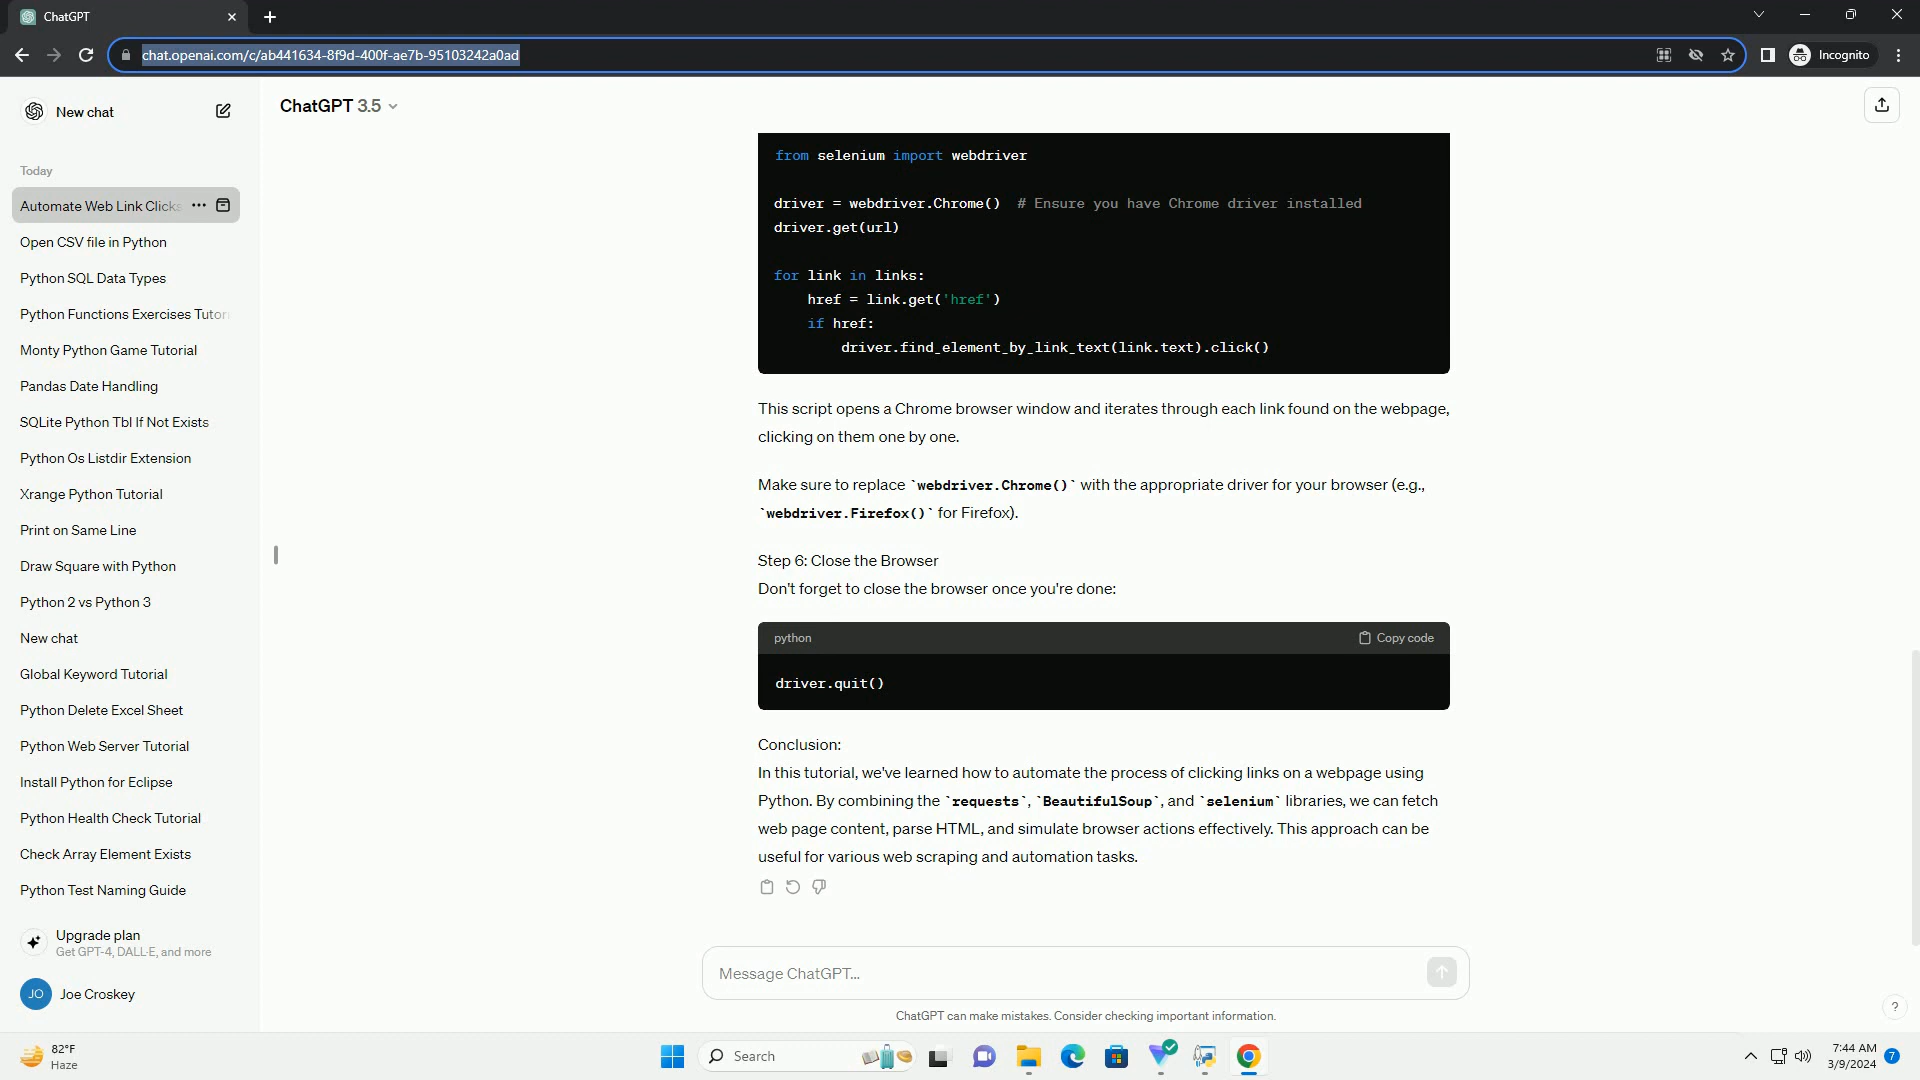 ChatGPT
chat.openai.com/c/ab441634-8f9d-400f-ae7b-95103242a0ad
Incognito
New chat
ChatGPT 3.5
Today
Automate Web Link Clicks
Open CSV file in Python
Python SQL Data Types
Python Functions Exercises Tutor
Monty Python Game Tutorial
Pandas Date Handling
SQLite Python Tbl If Not Exists
Python Os Listdir Extension
Xrange Python Tutorial
Print on Same Line
Draw Square with Python
Python 2 vs Python 3
New chat
Global Keyword Tutorial
Python Delete Excel Sheet
Python Web Server Tutorial
Install Python for Eclipse
Python Health Check Tutorial
Check Array Element Exists
Python Test Naming Guide
Upgrade plan
Get GPT-4, DALL·E, and more
JO Joe Croskey
from selenium import webdriver
driver = webdriver.Chrome()  # Ensure you have Chrome driver installed
driver.get(url)
for link in links:
    href = link.get('href')
    if href:
        driver.find_element_by_link_text(link.text).click()
This script opens a Chrome browser window and iterates through each link found on the webpage,
clicking on them one by one.
Make sure to replace `webdriver.Chrome()` with the appropriate driver for your browser (e.g.,
`webdriver.Firefox()` for Firefox).
Step 6: Close the Browser
Don't forget to close the browser once you're done:
python Copy code
driver.quit()
Conclusion:
In this tutorial, we've learned how to automate the process of clicking links on a webpage using
Python. By combining the `requests`, `BeautifulSoup`, and `selenium` libraries, we can fetch
web page content, parse HTML, and simulate browser actions effectively. This approach can be
useful for various web scraping and automation tasks.
Message ChatGPT...
ChatGPT can make mistakes. Consider checking important information.
?
82°F
Haze
Search
7:44 AM
3/9/2024
7